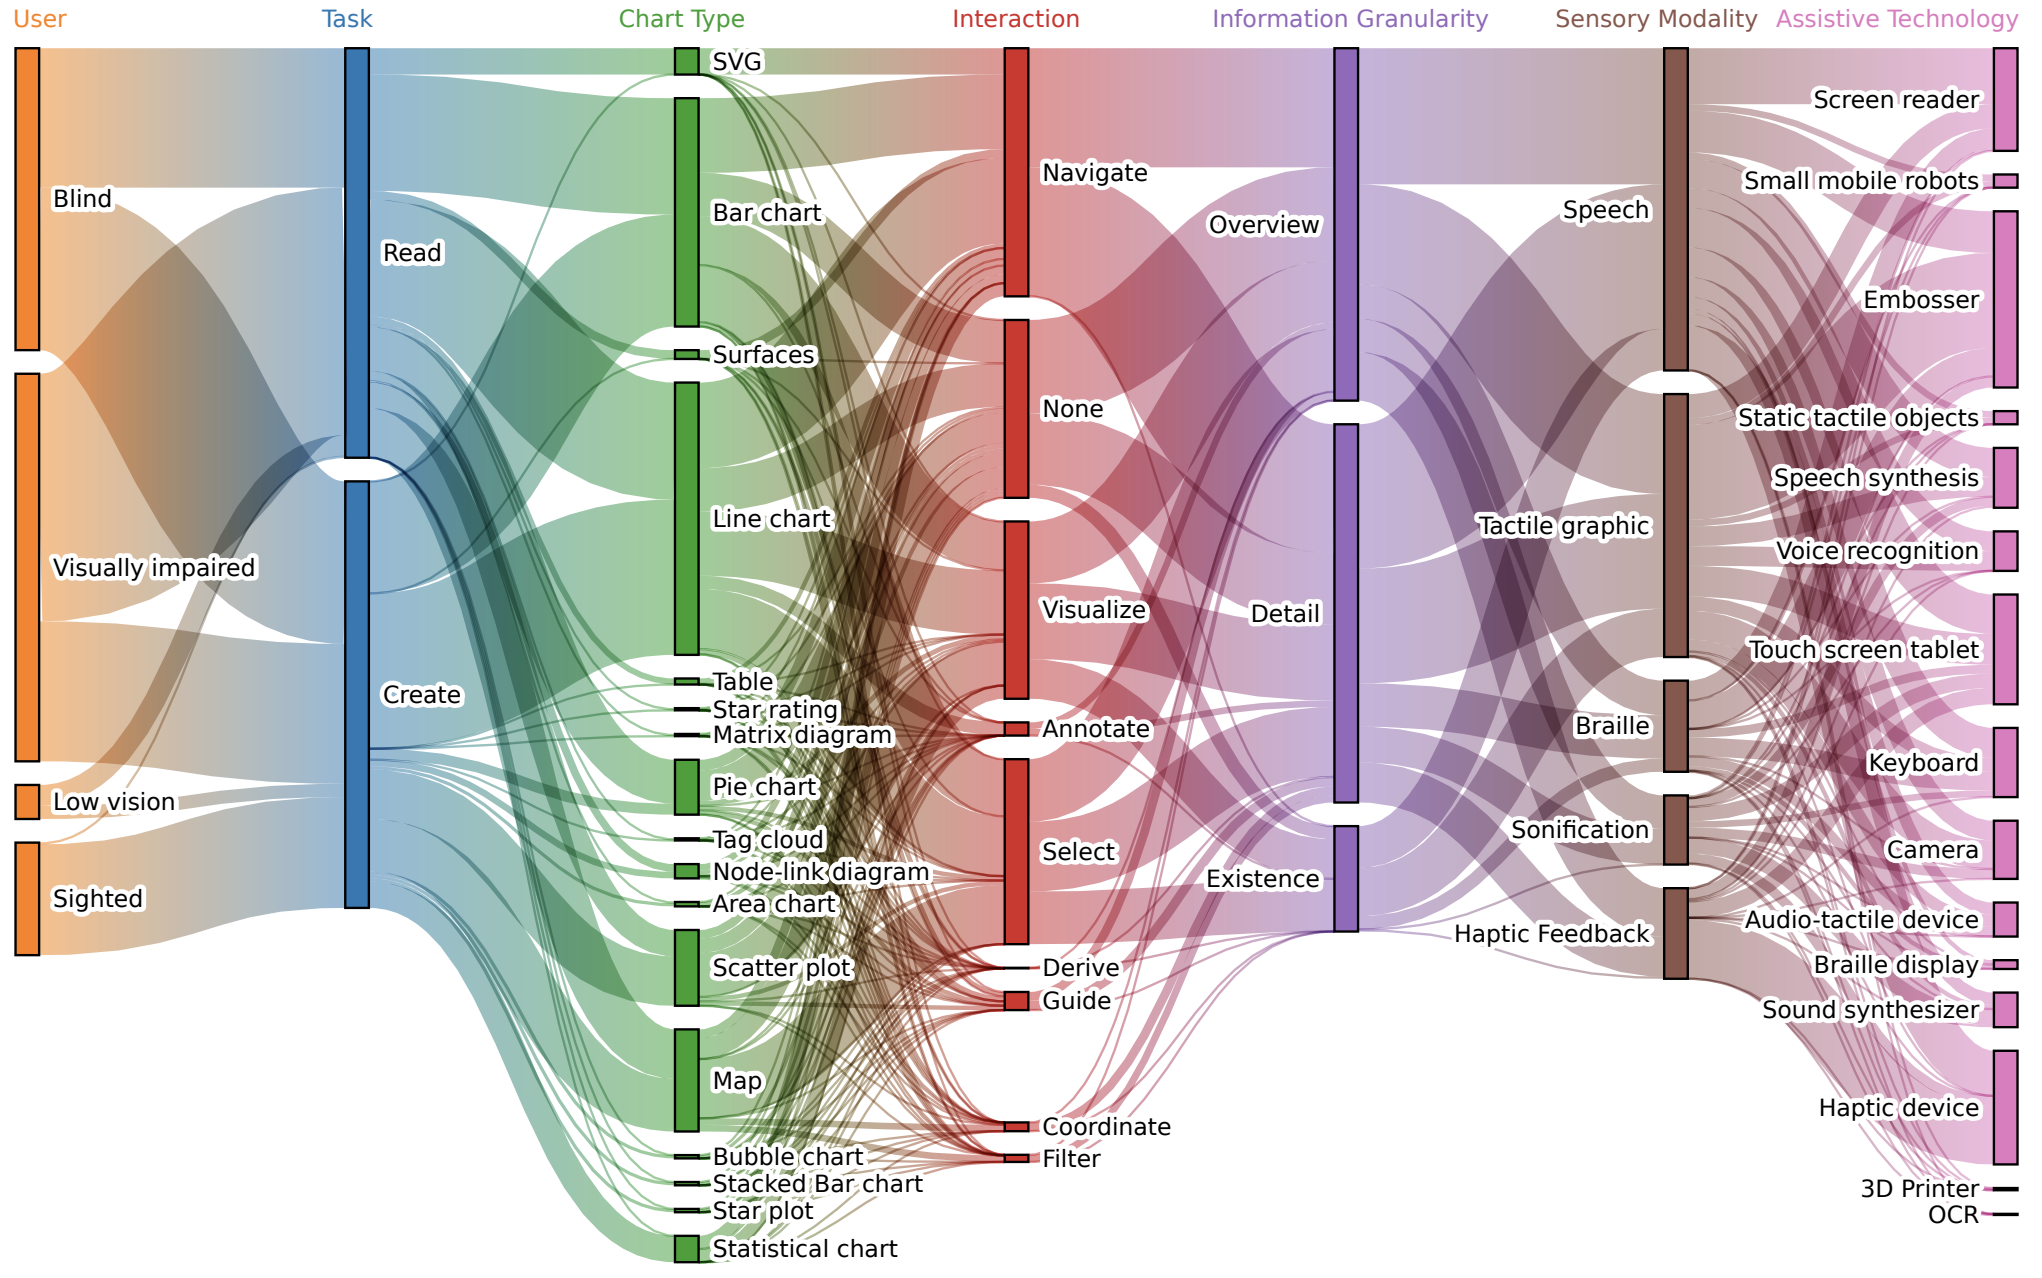 User
Task
Chart Type
Interaction
Information Granularity
Sensory Modality
Assistive Technology
Blind
Visually impaired
Low vision
Sighted
Read
Create
SVG
Bar chart
Surfaces
Line chart
Table
Star rating
Matrix diagram
Pie chart
Tag cloud
Node-link diagram
Area chart
Scatter plot
Map
Bubble chart
Stacked Bar chart
Star plot
Statistical chart
Navigate
None
Visualize
Annotate
Select
Derive
Guide
Coordinate
Filter
Overview
Detail
Existence
Speech
Tactile graphic
Braille
Sonification
Haptic Feedback
Screen reader
Small mobile robots
Embosser
Static tactile objects
Speech synthesis
Voice recognition
Touch screen tablet
Keyboard
Camera
Audio-tactile device
Braille display
Sound synthesizer
Haptic device
3D Printer
OCR